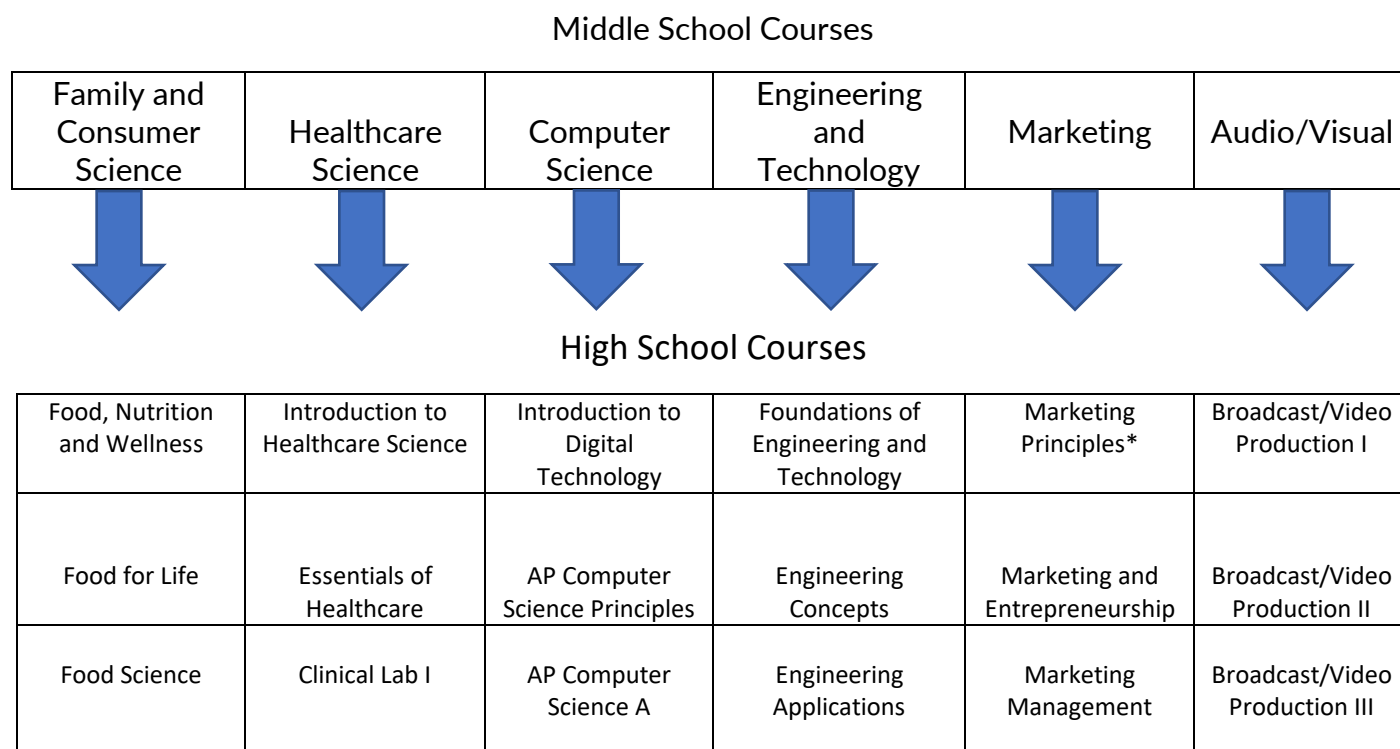 Middle School Courses
Family and
Consumer
Science
Healthcare
Science
Computer
Science
Engineering
and
Technology
Marketing
Audio/Visual
High School Courses
Food, Nutrition
and Wellness
Introduction to
Healthcare Science
Introduction to
Digital
Technology
Foundations of
Engineering and
Technology
Marketing
Principles*
Broadcast/Video
Production I
Food for Life
Essentials of
Healthcare
AP Computer
Science Principles
Engineering
Concepts
Marketing and
Entrepreneurship
Broadcast/Video
Production II
Food Science
Clinical Lab I
AP Computer
Science A
Engineering
Applications
Marketing
Management
Broadcast/Video
Production III